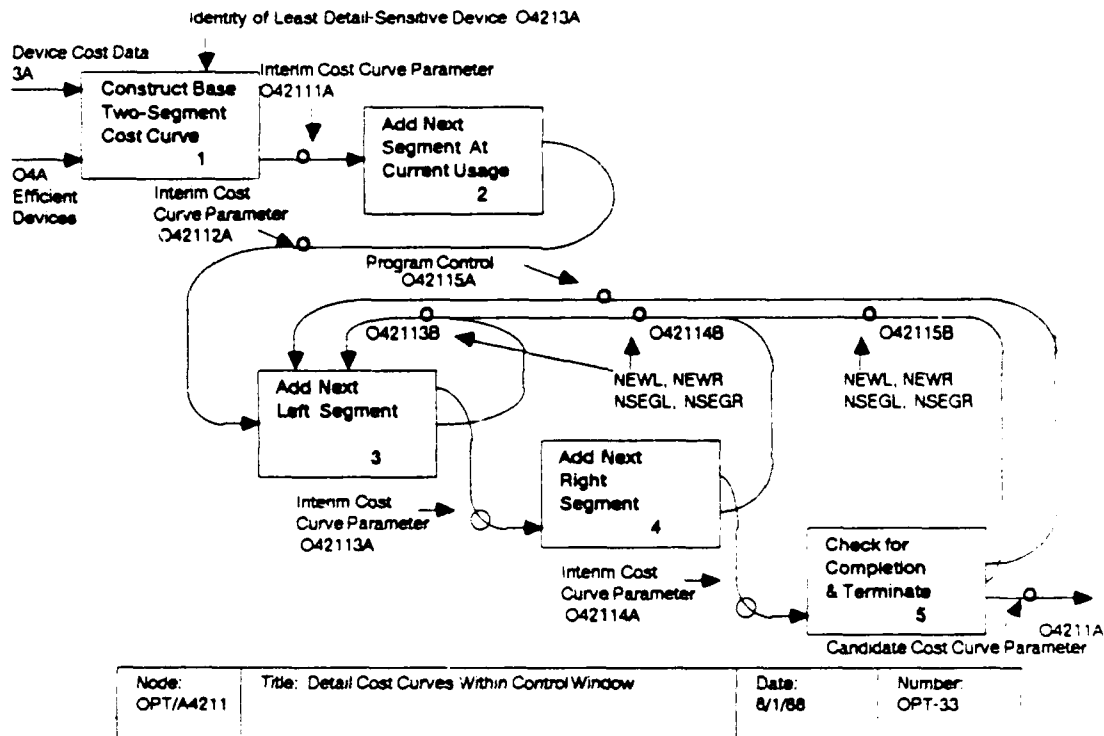 Identity of Least Detail-Sensitive Device O4213A
Device Cost Data
3A
Construct Base
Two-Segment
Cost Curve
1
Interim Cost Curve Parameter
O42111A
Add Next
Segment At
Current Usage
2
O4A
Efficient
Devices
Interim Cost
Curve Parameter
O42112A
Program Control
O42115A
O42113B
O42114B
O42115B
NEWL, NEWR
NSEGL, NSEGR
NEWL, NEWR
NSEGL, NSEGR
Add Next
Left Segment
3
Add Next
Right
Segment
4
Interim Cost
Curve Parameter
O42113A
Check for
Completion
& Terminate
5
Interim Cost
Curve Parameter
O42114A
O4211A
Candidate Cost Curve Parameter
Node:
OPT/A4211
Title: Detail Cost Curves Within Control Window
Date:
8/1/88
Number:
OPT-33